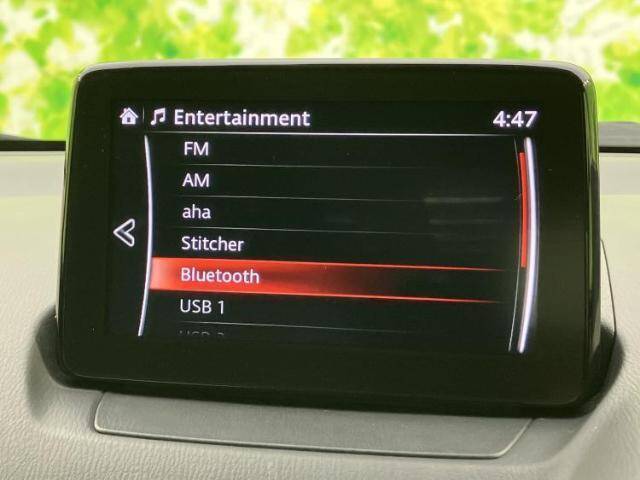 Entertainment 4:47
FM
AM
aha
Stitcher
Bluetooth
USB 1